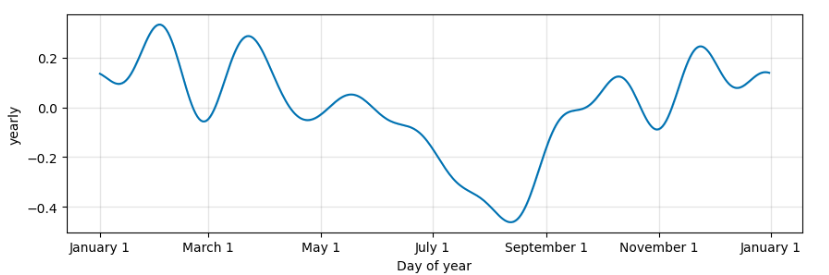 yearly
0.2
0.0
−0.2
−0.4
January 1 March 1 May 1 July 1 September 1 November 1 January 1
Day of year